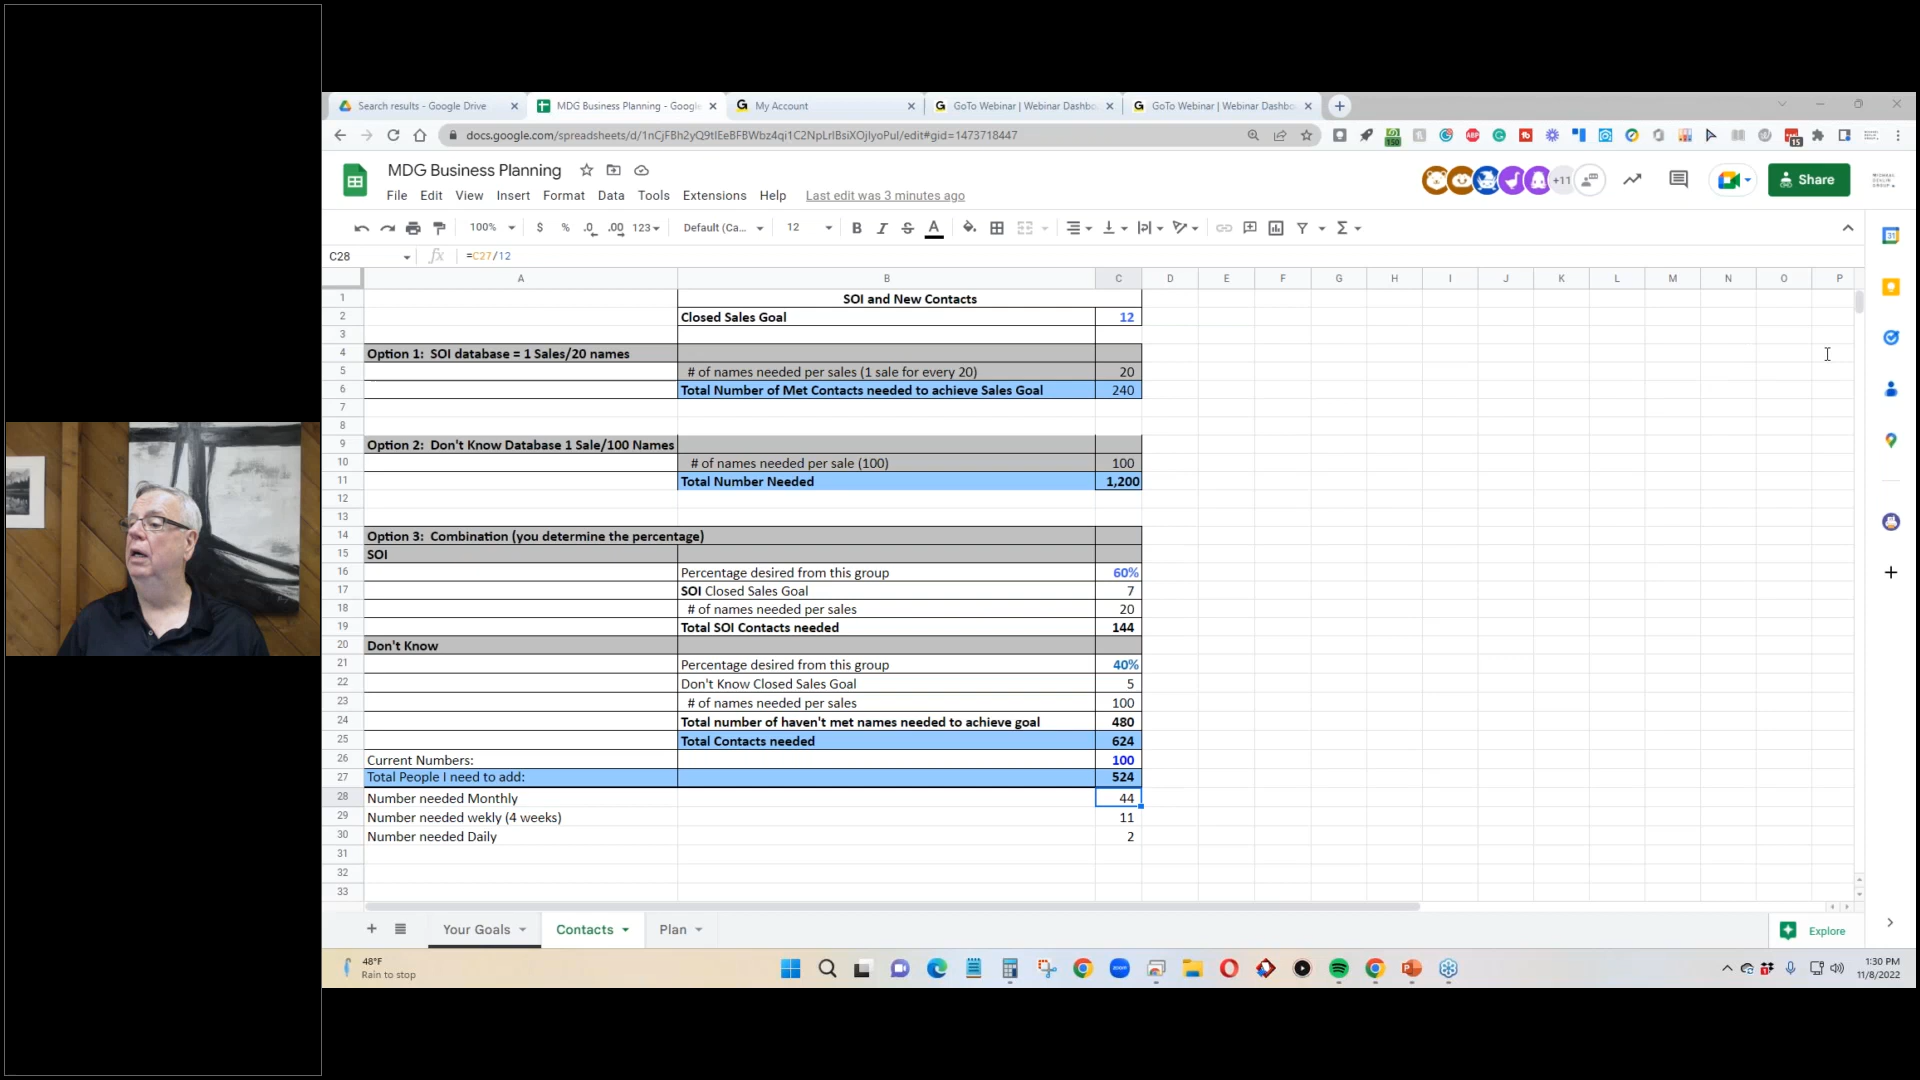 Search results - Google Drive
MDG Business Planning - Google
My Account
GoTo Webinar | Webinar Dashbo
GoTo Webinar | Webinar Dashbo
docs.google.com/spreadsheets/d/1nCjFBh2yQ9tIEeBFBWbz4qi1C2NpLrIBsiXOjIyoPuI/edit#gid=1473718447
MDG Business Planning
File Edit View Insert Format Data Tools Extensions Help Last edit was 3 minutes ago
+11
Share
100% $ % .0 .00 123 Default (Ca... 12 B I S A
C28 fx =C27/12
A B C D E F G H I J K L M N O P
1 SOI and New Contacts
2 Closed Sales Goal 12
3
4 Option 1: SOI database = 1 Sales/20 names
5 # of names needed per sales (1 sale for every 20) 20
6 Total Number of Met Contacts needed to achieve Sales Goal 240
7
8
9 Option 2: Don't Know Database 1 Sale/100 Names
10 # of names needed per sale (100) 100
11 Total Number Needed 1,200
12
13
14 Option 3: Combination (you determine the percentage)
15 SOI
16 Percentage desired from this group 60%
17 SOI Closed Sales Goal 7
18 # of names needed per sales 20
19 Total SOI Contacts needed 144
20 Don't Know
21 Percentage desired from this group 40%
22 Don't Know Closed Sales Goal 5
23 # of names needed per sales 100
24 Total number of haven't met names needed to achieve goal 480
25 Total Contacts needed 624
26 Current Numbers: 100
27 Total People I need to add: 524
28 Number needed Monthly 44
29 Number needed wekly (4 weeks) 11
30 Number needed Daily 2
31
32
33
Your Goals Contacts Plan
Explore
48°F
Rain to stop
1:30 PM
11/8/2022